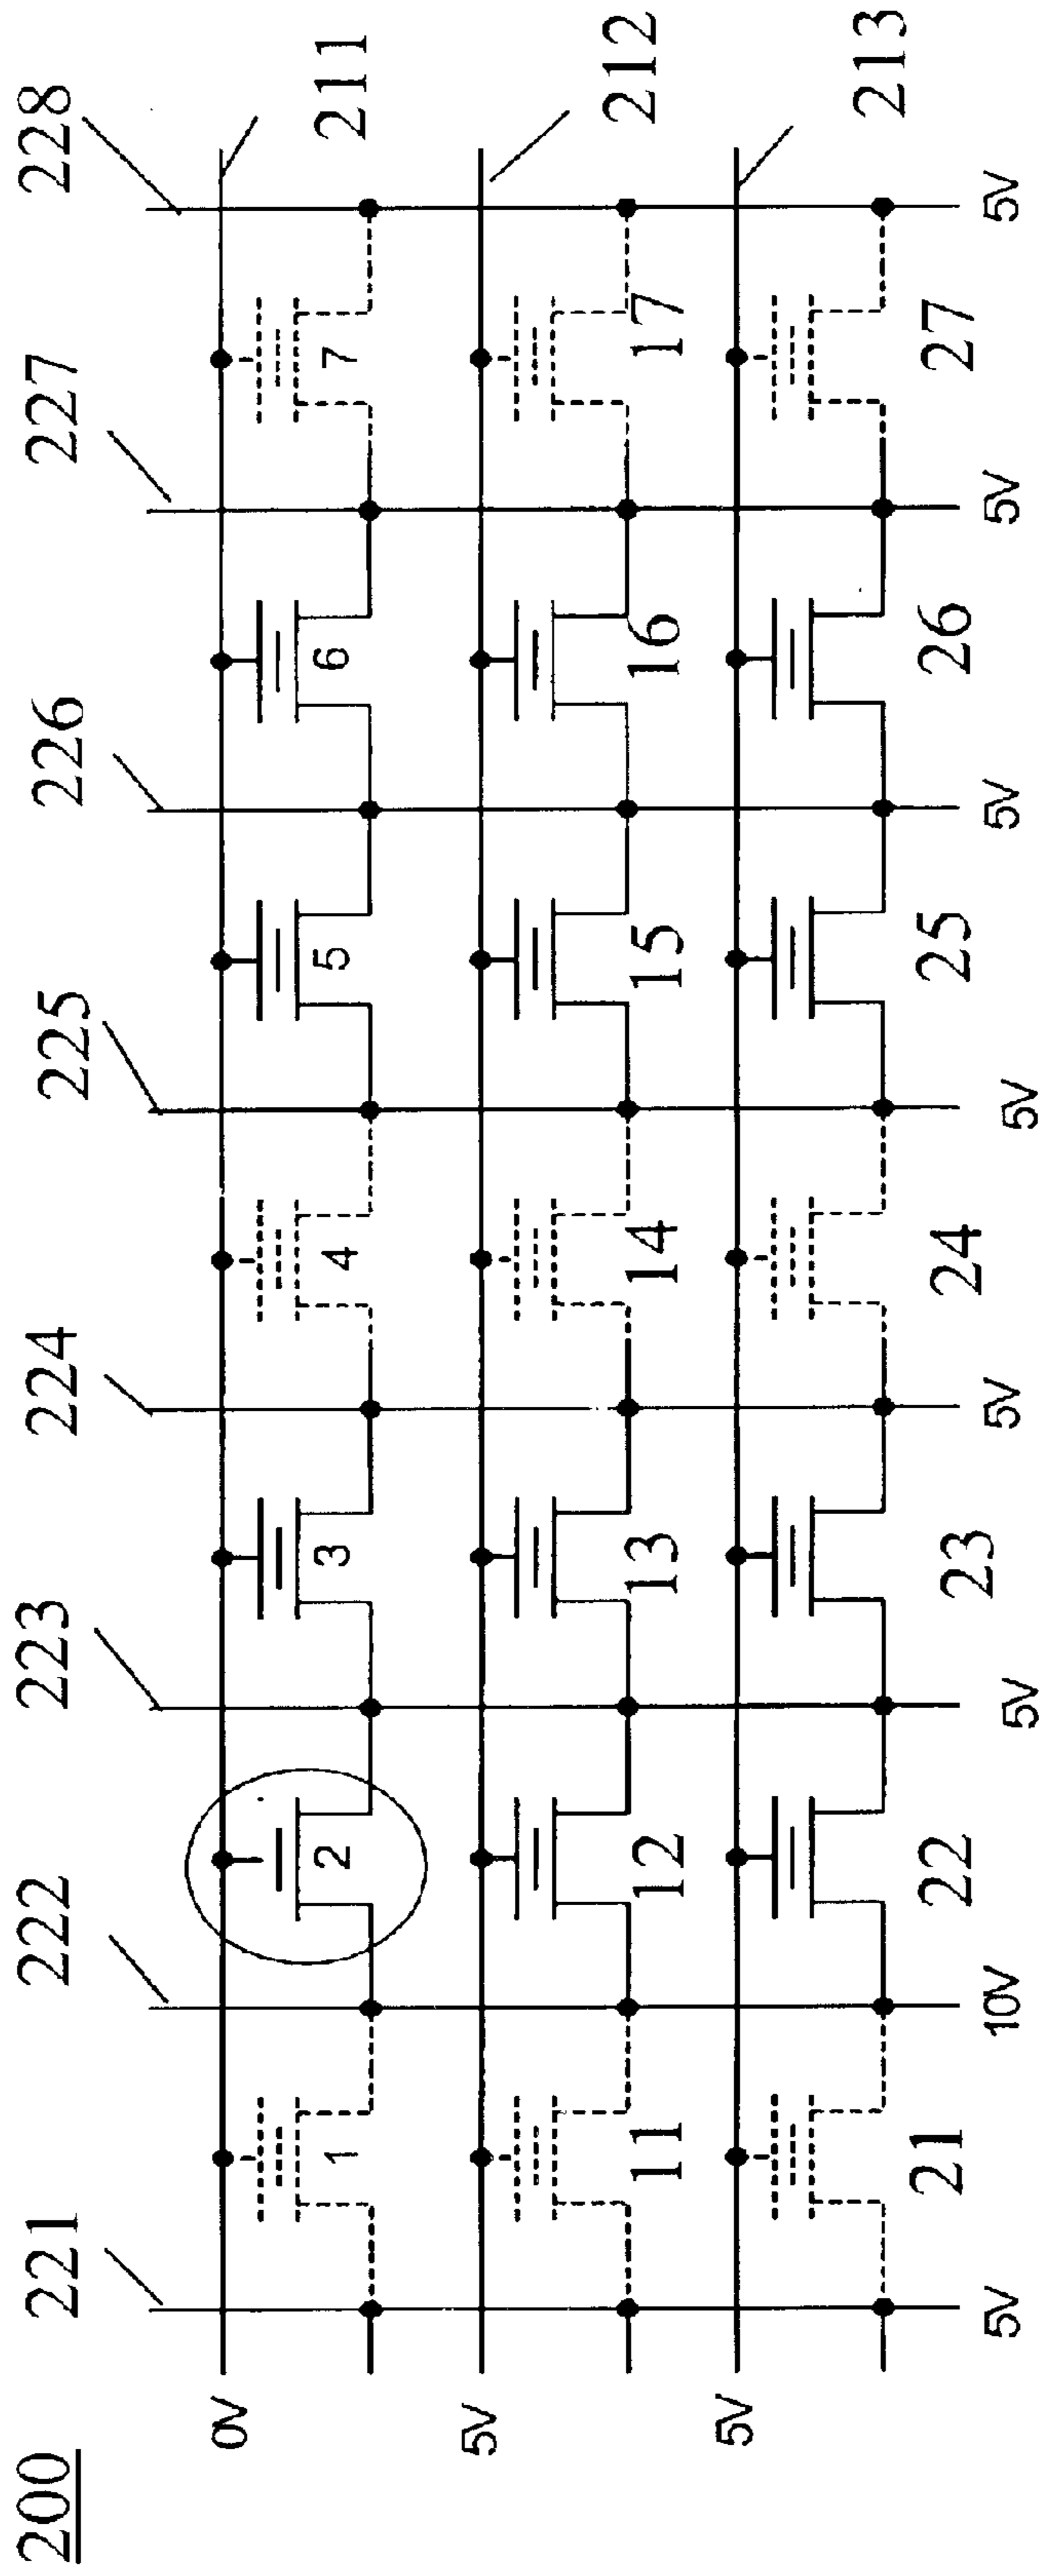 200
221 222 223 224 225 226 227 228
0V 1 2 3 4 5 6 7 211
5V 11 12 13 14 15 16 17 212
5V 21 22 23 24 25 26 27 213
5V 10V 5V 5V 5V 5V 5V 5V